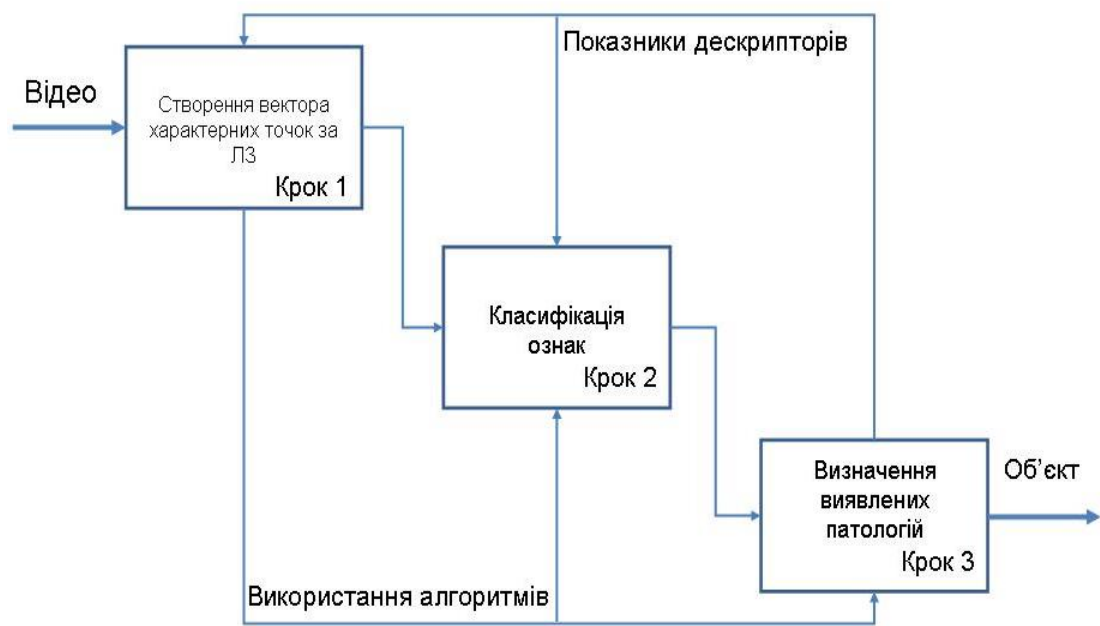 Показники дескрипторів
Відео
Створення вектора
характерних точок за
ЛЗ
Крок 1
Класифікація
ознак
Крок 2
Визначення
виявлених
патологій
Крок 3
Об’єкт
Використання алгоритмів